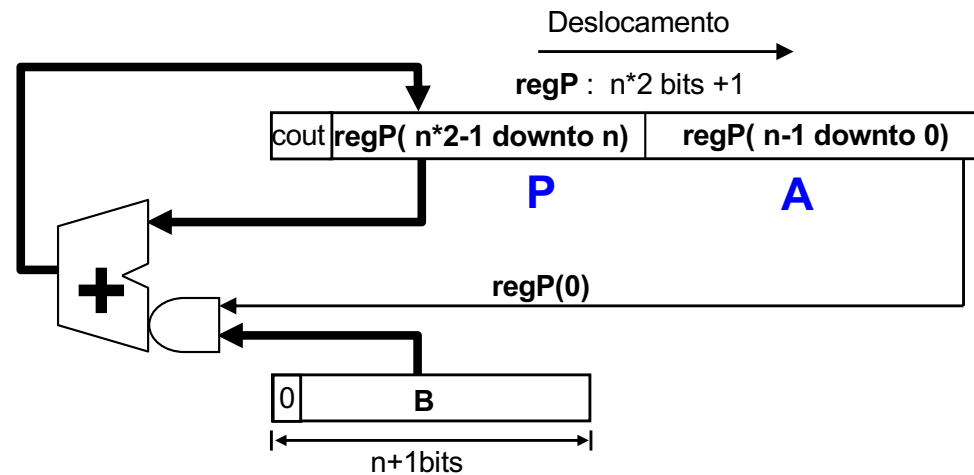 Deslocamento
regP : n*2 bits +1
cout regP( n*2-1 downto n) regP( n-1 downto 0)
P A
+
regP(0)
0 B
n+1bits